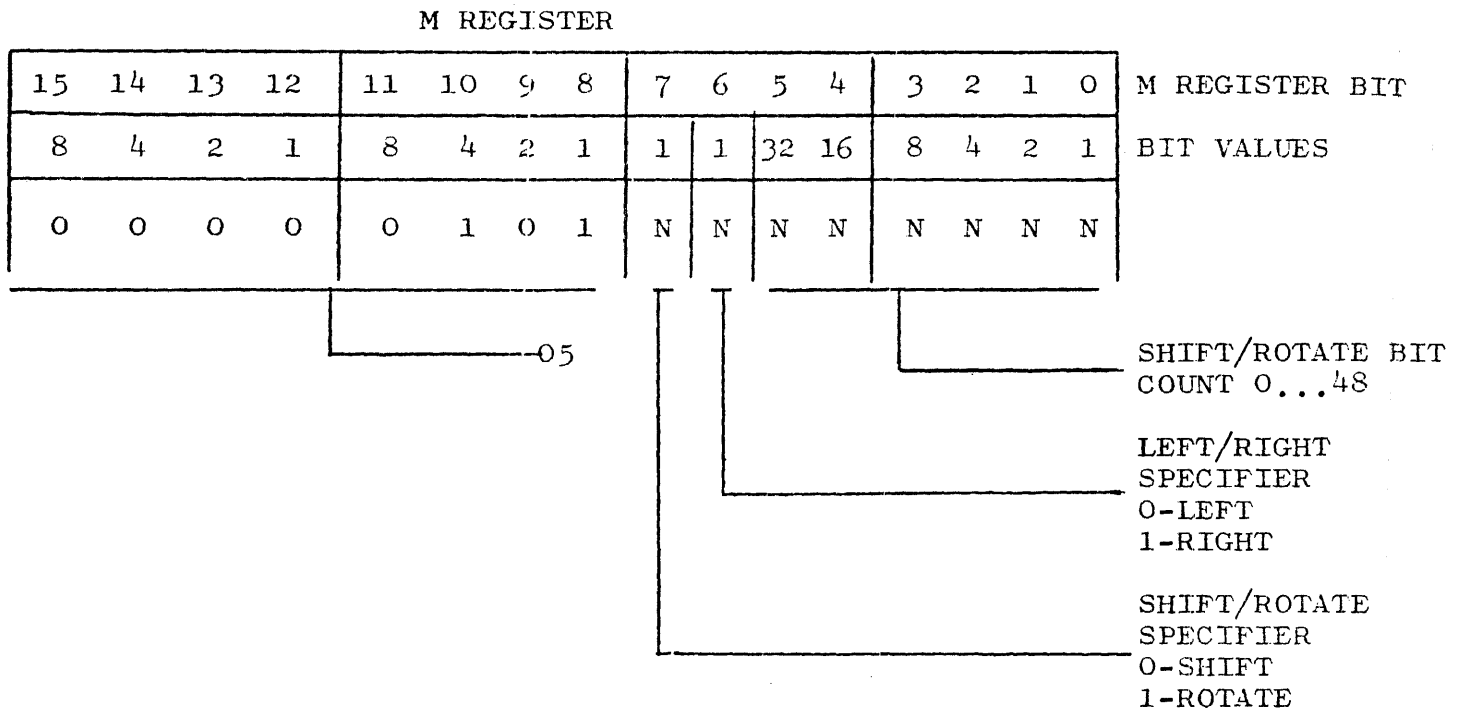 M REGISTER
15 14 13 12 11 10 9 8 7 6 5 4 3 2 1 0 M REGISTER BIT
8 4 2 1 8 4 2 1 1 1 32 16 8 4 2 1 BIT VALUES
0 0 0 0 0 1 0 1 N N N N N N N N
05
SHIFT/ROTATE BIT
COUNT 0...48
LEFT/RIGHT
SPECIFIER
0-LEFT
1-RIGHT
SHIFT/ROTATE
SPECIFIER
0-SHIFT
1-ROTATE